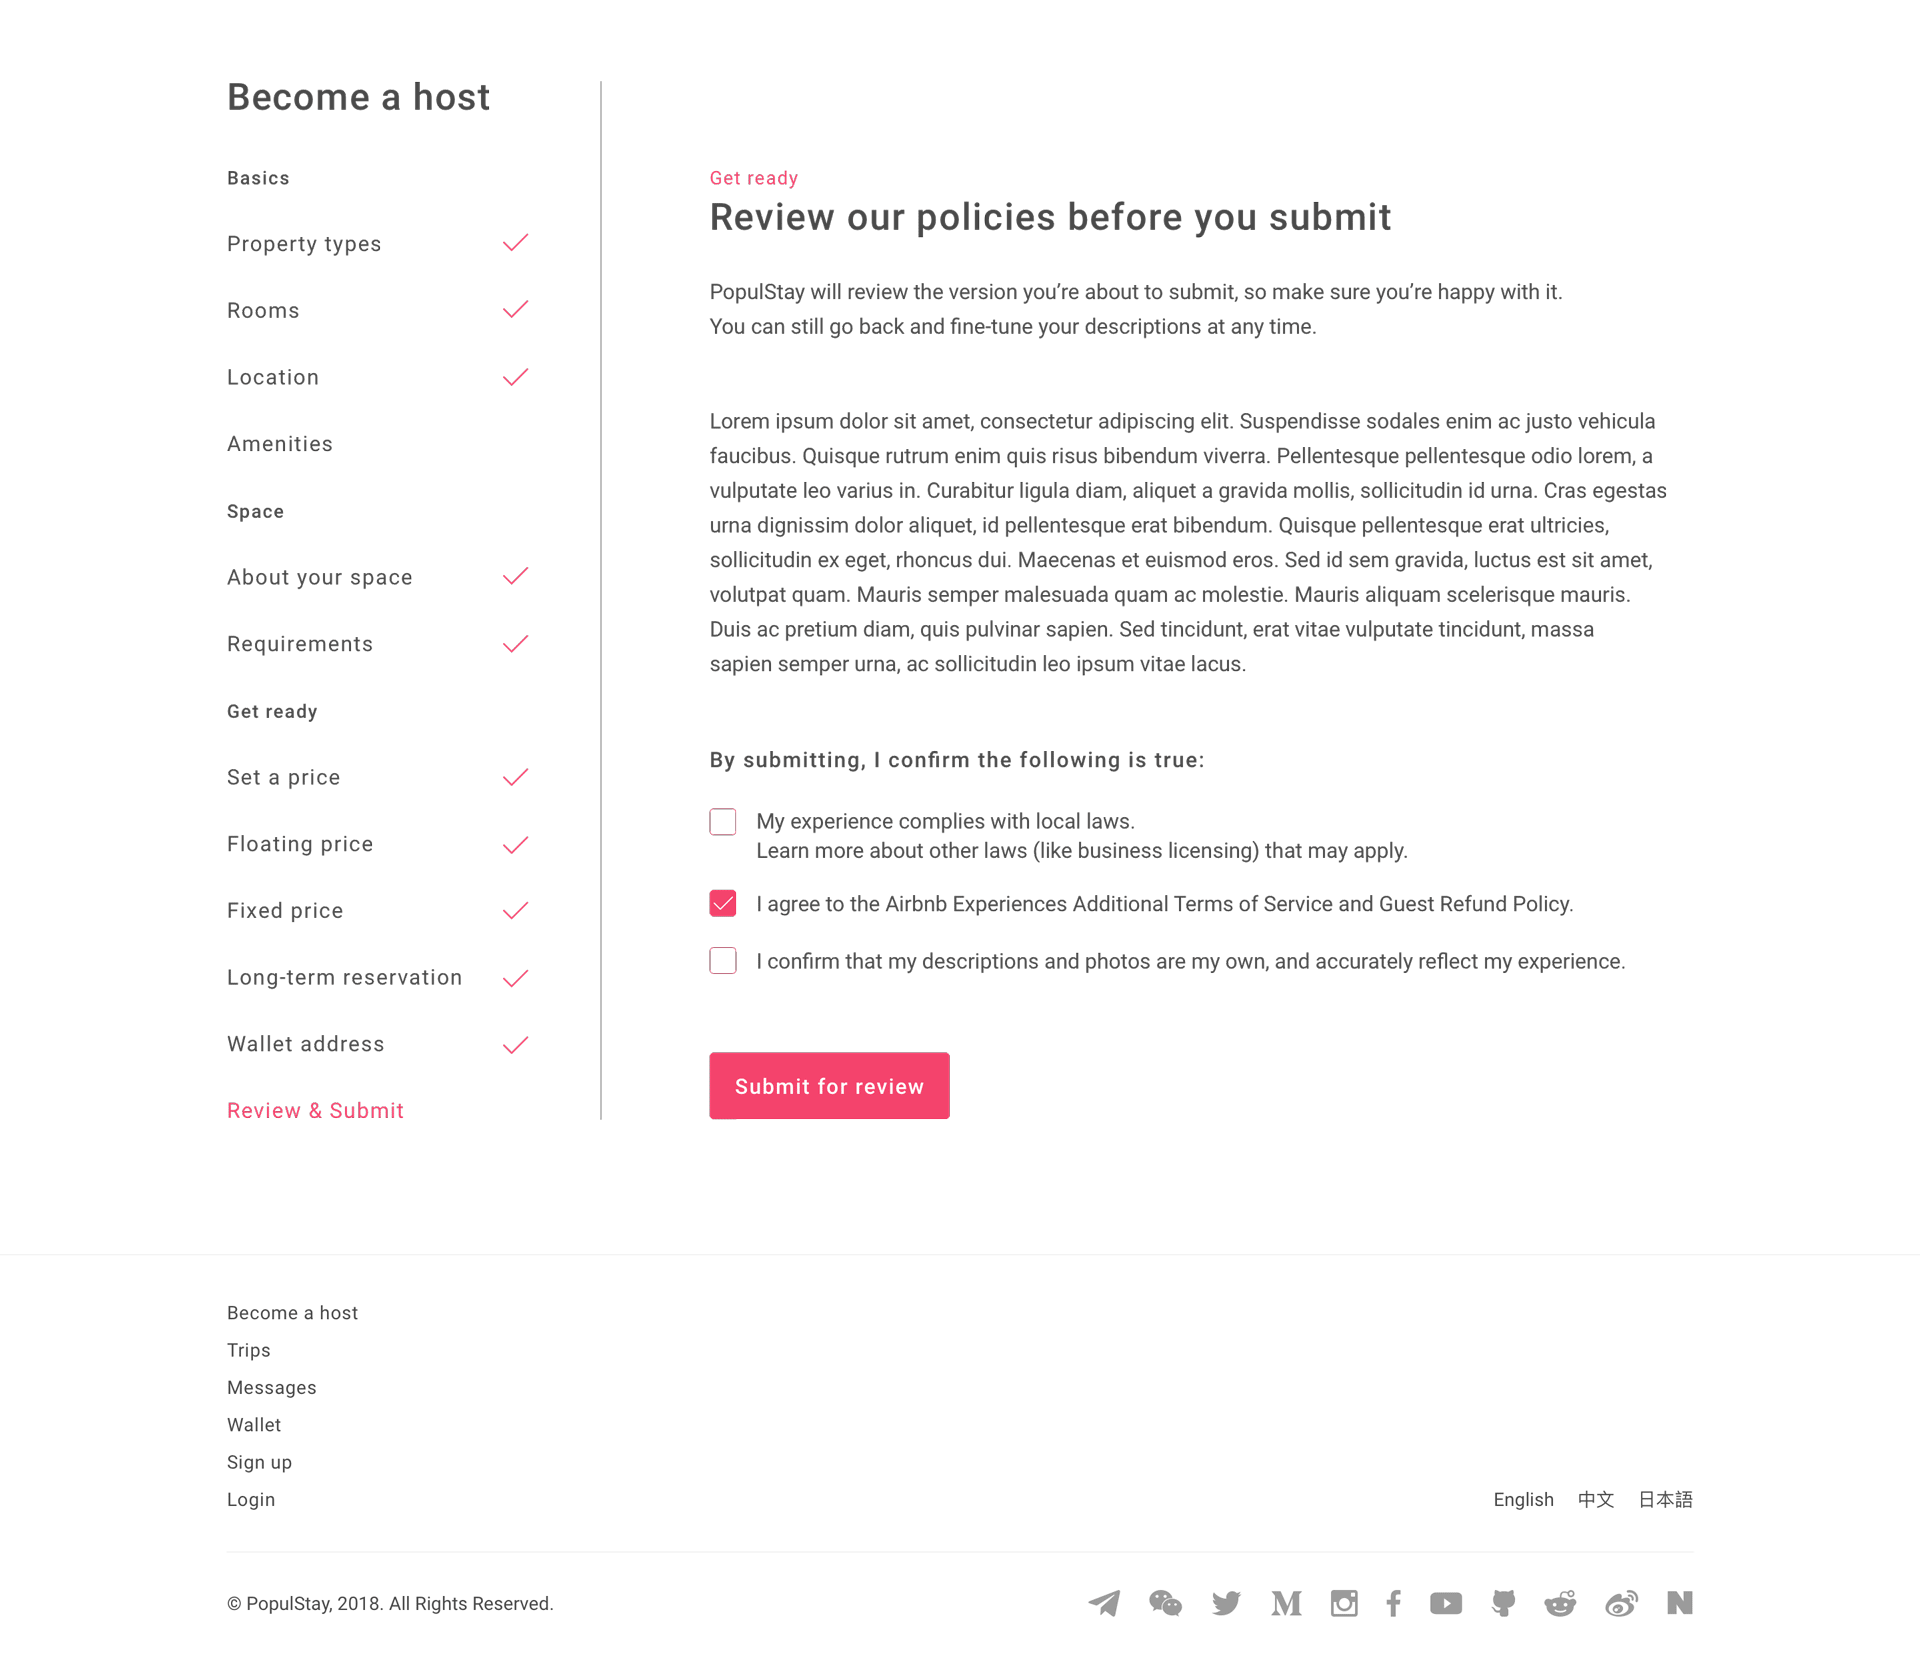 Become a host
Basics
Property types
Rooms
Location
Amenities
Space
About your space
Requirements
Get ready
Set a price
Floating price
Fixed price
Long-term reservation
Wallet address
Review & Submit
Get ready
Review our policies before you submit
PopulStay will review the version you’re about to submit, so make sure you’re happy with it.
You can still go back and fine-tune your descriptions at any time.
Lorem ipsum dolor sit amet, consectetur adipiscing elit. Suspendisse sodales enim ac justo vehicula
faucibus. Quisque rutrum enim quis risus bibendum viverra. Pellentesque pellentesque odio lorem, a
vulputate leo varius in. Curabitur ligula diam, aliquet a gravida mollis, sollicitudin id urna. Cras egestas
urna dignissim dolor aliquet, id pellentesque erat bibendum. Quisque pellentesque erat ultricies,
sollicitudin ex eget, rhoncus dui. Maecenas et euismod eros. Sed id sem gravida, luctus est sit amet,
volutpat quam. Mauris semper malesuada quam ac molestie. Mauris aliquam scelerisque mauris.
Duis ac pretium diam, quis pulvinar sapien. Sed tincidunt, erat vitae vulputate tincidunt, massa
sapien semper urna, ac sollicitudin leo ipsum vitae lacus.
By submitting, I confirm the following is true:
My experience complies with local laws.
Learn more about other laws (like business licensing) that may apply.
I agree to the Airbnb Experiences Additional Terms of Service and Guest Refund Policy.
I confirm that my descriptions and photos are my own, and accurately reflect my experience.
Submit for review
Become a host
Trips
Messages
Wallet
Sign up
Login
English 中文 日本語
© PopulStay, 2018. All Rights Reserved.